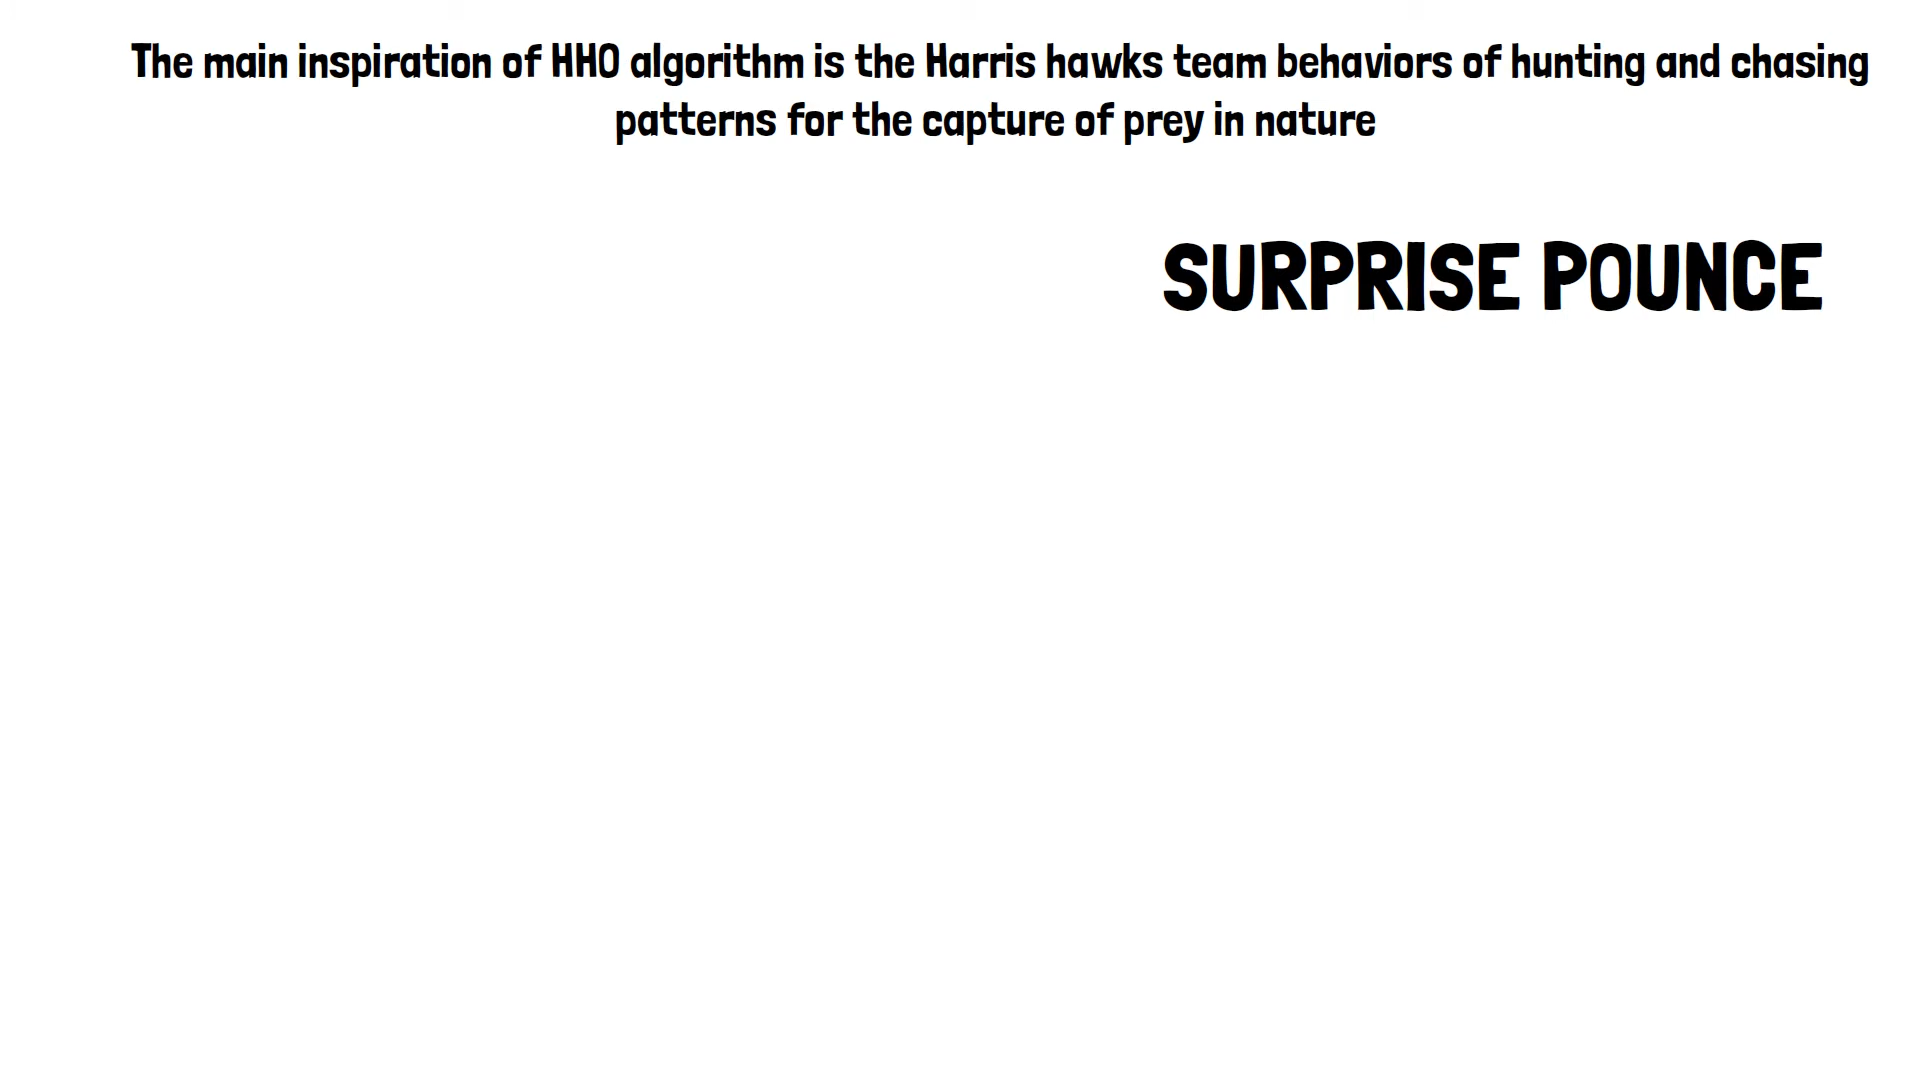 The main inspiration of HHO algorithm is the Harris hawks team behaviors of hunting and chasing
patterns for the capture of prey in nature
SURPRISE POUNCE